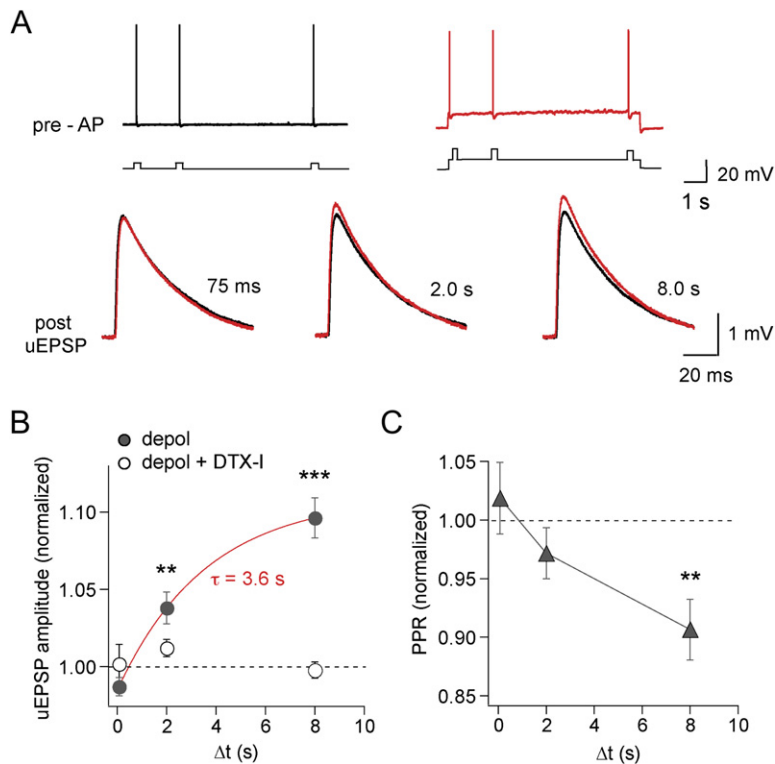 A
pre - AP
20 mV
1 s
75 ms
2.0 s
8.0 s
post
uEPSP
1 mV
20 ms
B
depol
depol + DTX-I
uEPSP amplitude (normalized)
1.10
1.05
1.00
**
***
τ = 3.6 s
0 2 4 6 8 10
Δt (s)
C
PPR (normalized)
1.05
1.00
0.95
0.90
0.85
**
0 2 4 6 8 10
Δt (s)